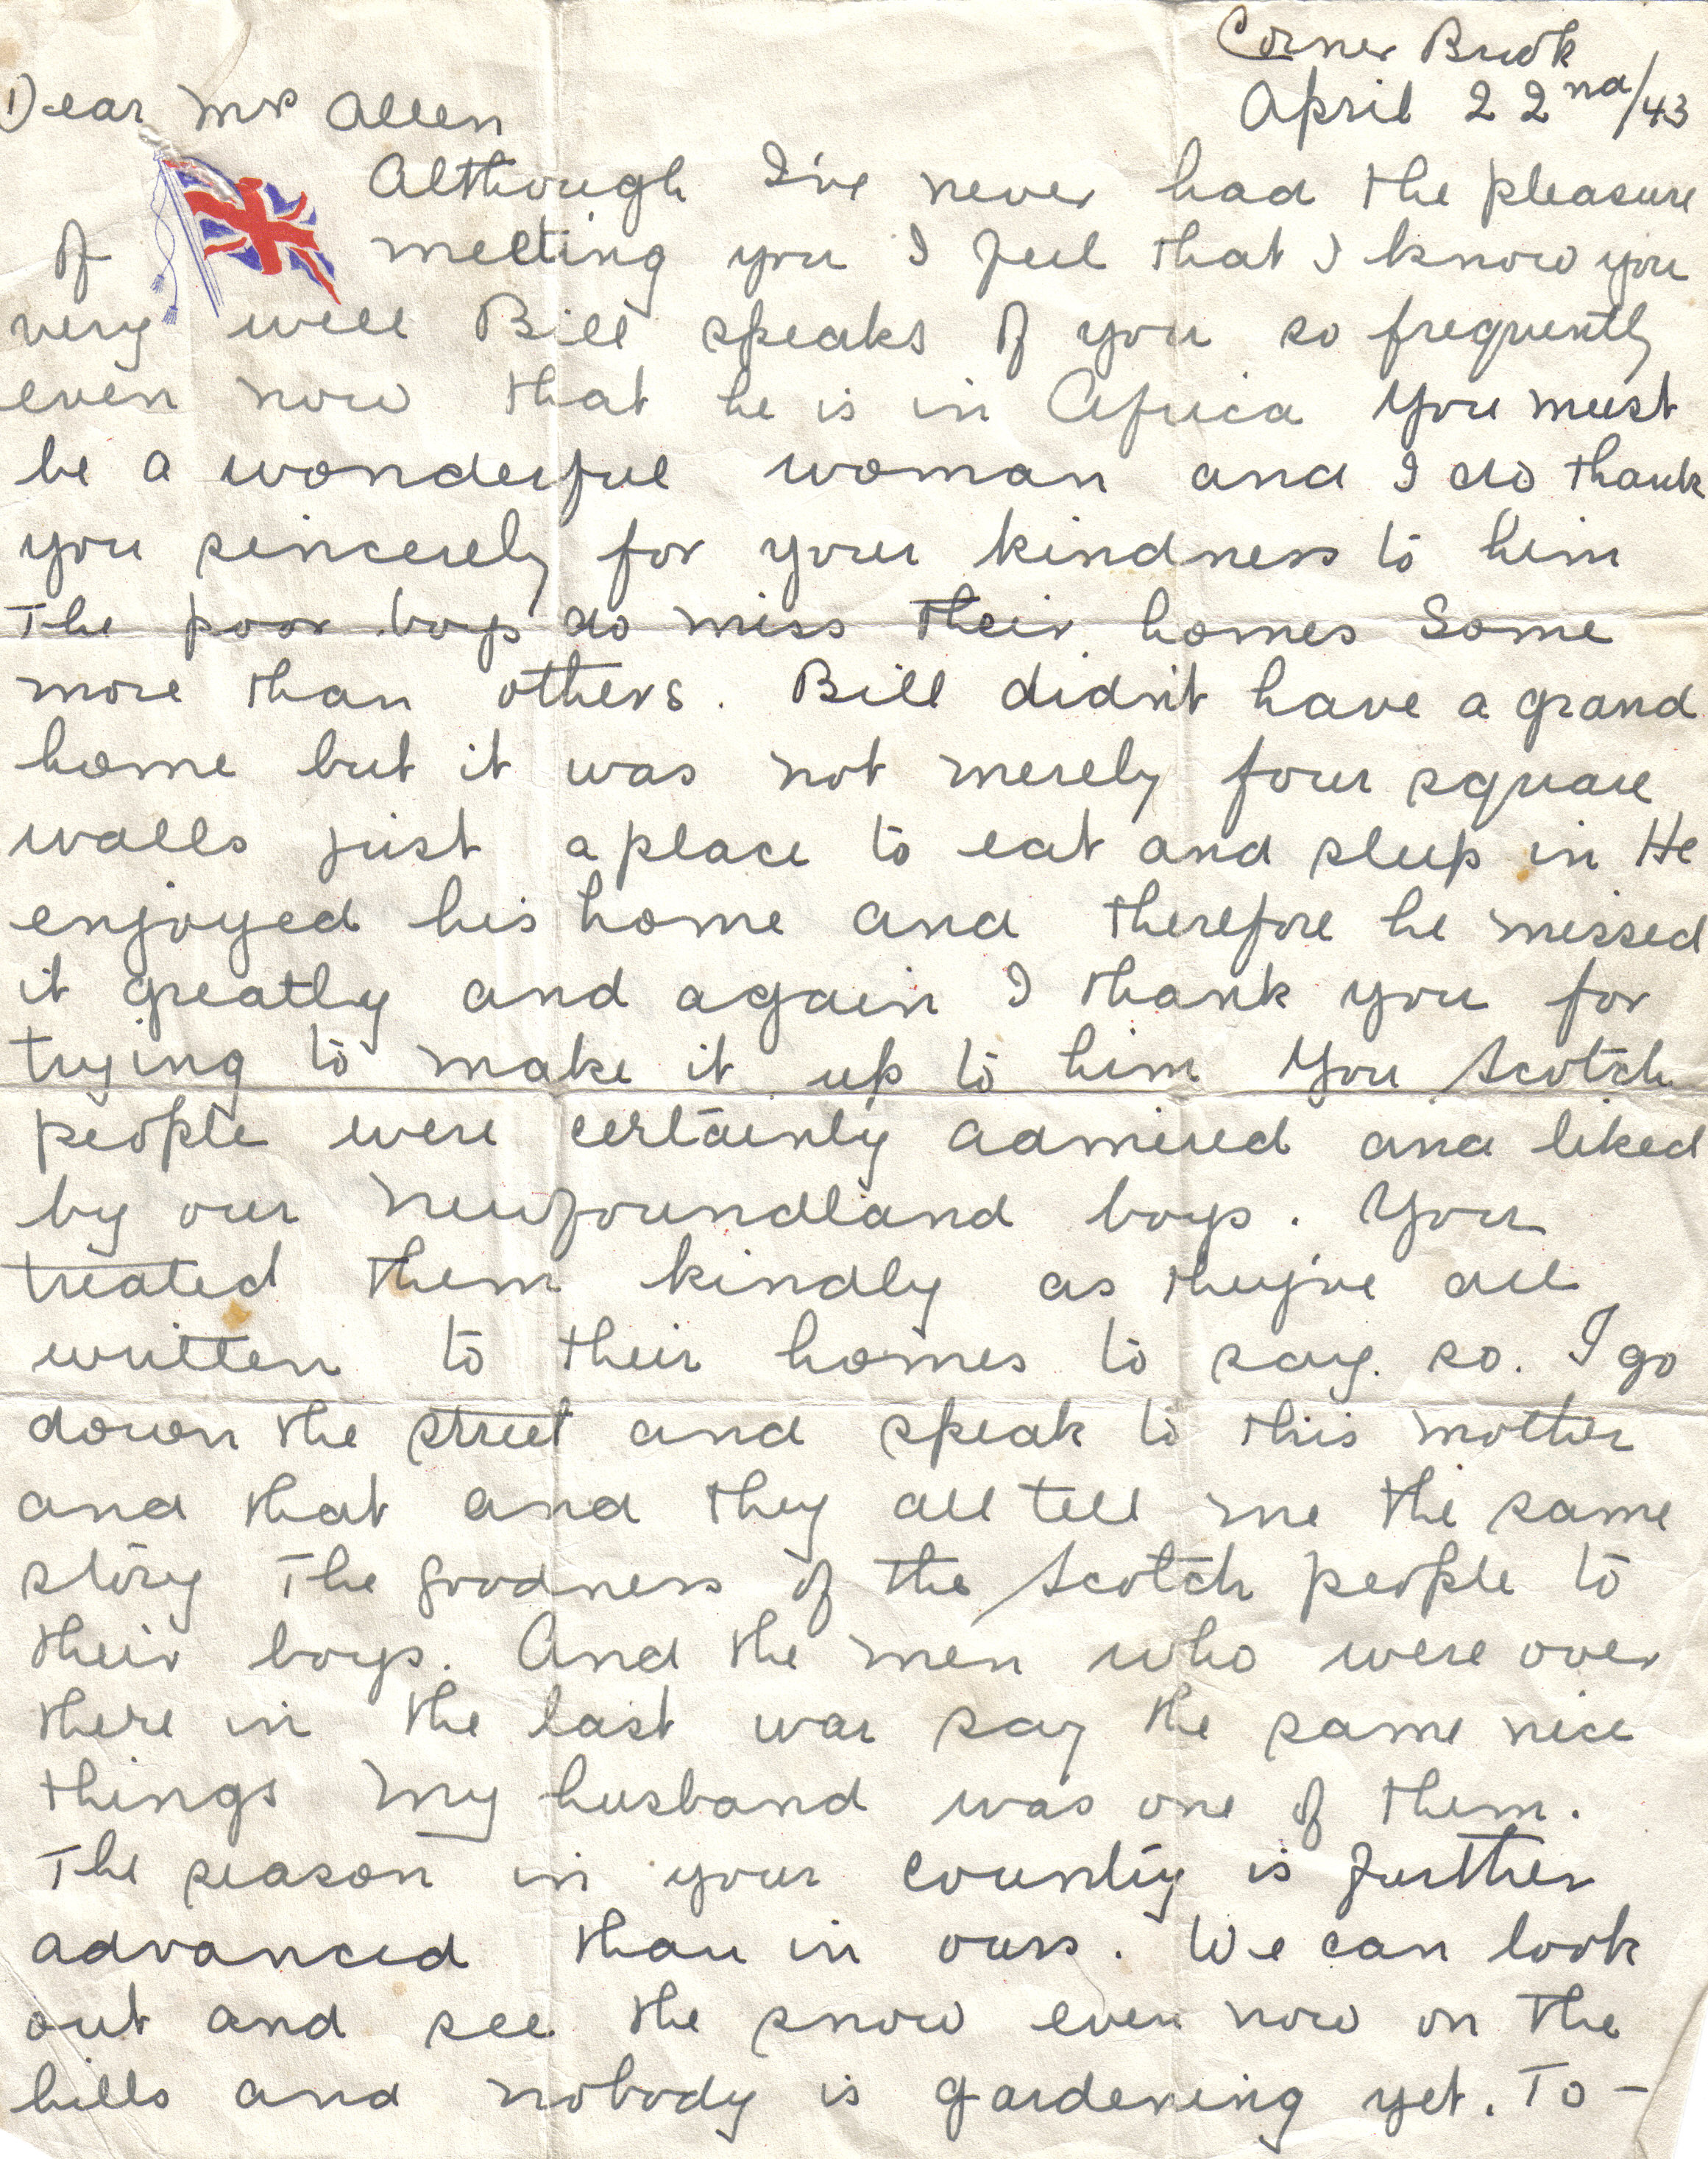 Corner Brook
April 22nd/43
Dear Mrs Allen
Although I've never had the pleasure
of meeting you I feel that I know you
very well Bill speaks of you so frequently
even now that he is in Africa You must
be a wonderful woman and I do thank
you sincerely for your kindness to him
The poor boys do miss their homes Some
more than others. Bill didn't have a grand
home but it was not merely four square
walls just a place to eat and sleep in He
enjoyed his home and therefore he missed
it greatly and again I thank you for
trying to make it up to him You Scotch
people were certainly admired and liked
by our Newfoundland boys. You
treated them kindly as they've all
written to their homes to say so. I go
down the street and speak to this mother
and that and they all tell me the same
story The goodness of the Scotch people to
their boys. And the men who were over
there in the last war say the same nice
things My husband was one of them.
The season in your country is further
advanced than in ours. We can look
out and see the snow even now on the
hills and nobody is gardening yet. To-